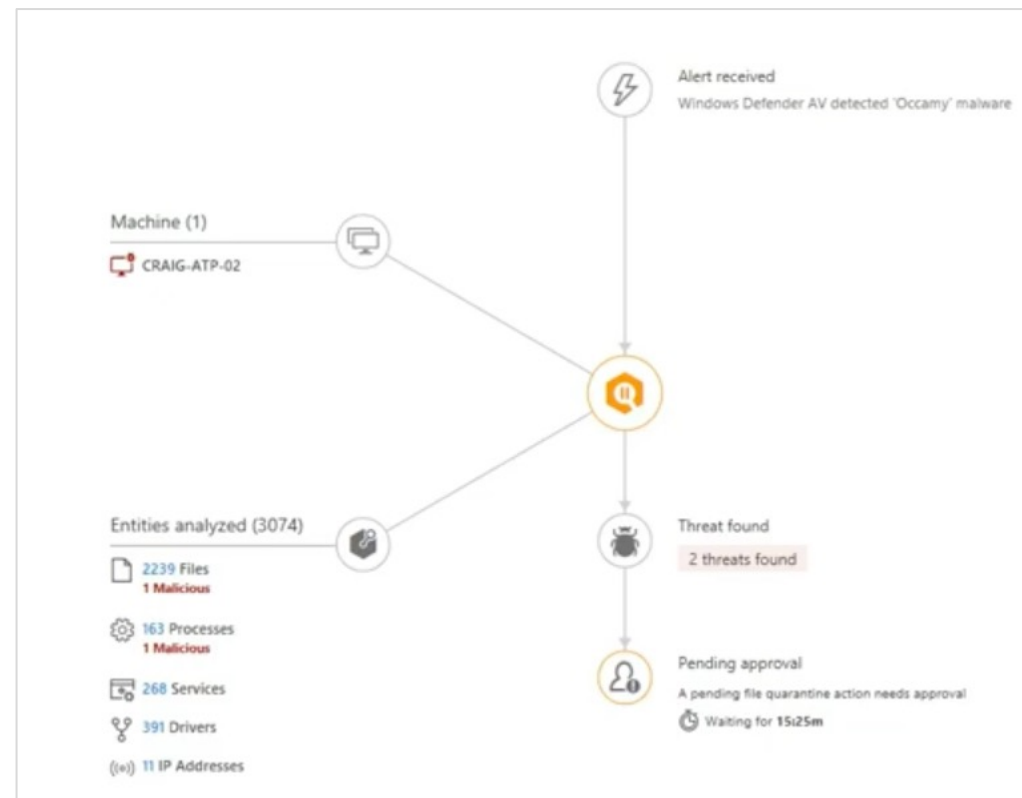 Alert received
Windows Defender AV detected 'Occamy' malware
Machine (1)
CRAIG-ATP-02
Entities analyzed (3074)
2239 Files
1 Malicious
163 Processes
1 Malicious
268 Services
391 Drivers
11 IP Addresses
Threat found
2 threats found
Pending approval
A pending file quarantine action needs approval
Waiting for 15:25m